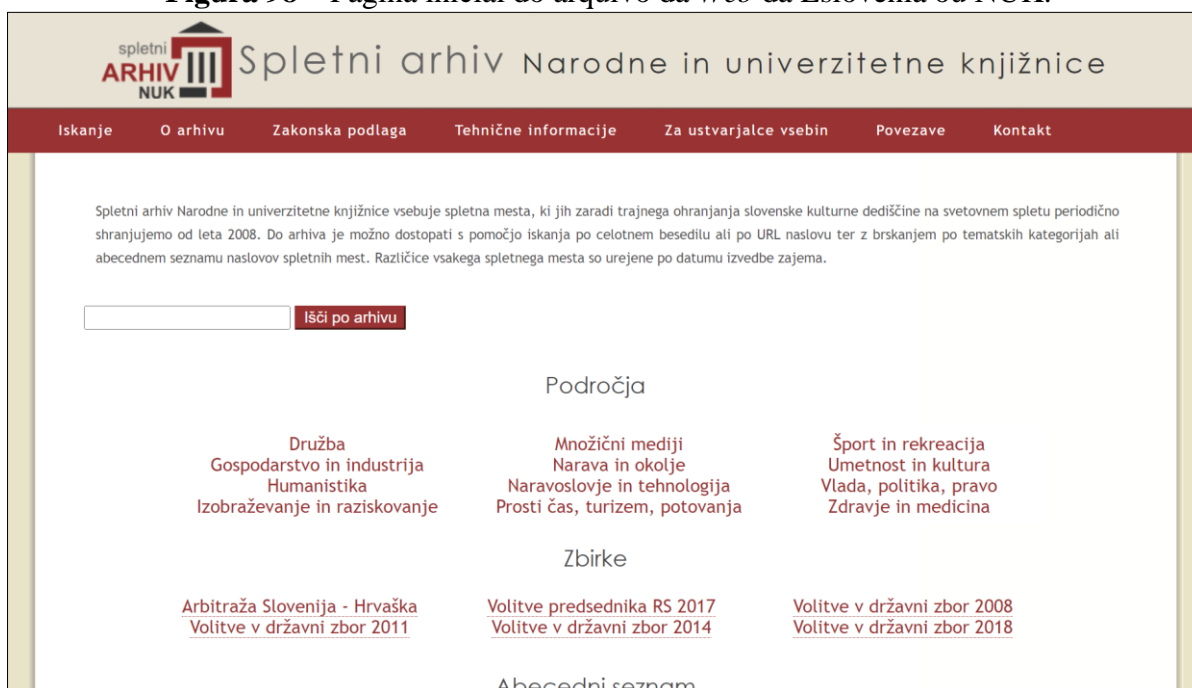 Figura 98 – Página inicial do arquivo da web da Eslovênia od NUK.
spletni
ARHIV
NUK
Spletni arhiv Narodne in univerzitetne knjižnice
Iskanje O arhivu Zakonska podlaga Tehnične informacije Za ustvarjalce vsebin Povezave Kontakt
Spletni arhiv Narodne in univerzitetne knjižnice vsebuje spletna mesta, ki jih zaradi trajnega ohranjanja slovenske kulturne dediščine na svetovnem spletu periodično
shranjujemo od leta 2008. Do arhiva je možno dostopati s pomočjo iskanja po celotnem besedilu ali po URL naslovu ter z brskanjem po tematskih kategorijah ali
abecednem seznamu naslovov spletnih mest. Različice vsakega spletnega mesta so urejene po datumu izvedbe zajema.
Išči po arhivu
Področja
Družba Množični mediji Šport in rekreacija
Gospodarstvo in industrija Narava in okolje Umetnost in kultura
Humanistika Naravoslovje in tehnologija Vlada, politika, pravo
Izobraževanje in raziskovanje Prosti čas, turizem, potovanja Zdravje in medicina
Zbirke
Arbitraža Slovenija - Hrvaška Volitve predsednika RS 2017 Volitve v državni zbor 2008
Volitve v državni zbor 2011 Volitve v državni zbor 2014 Volitve v državni zbor 2018
Abecedni seznam